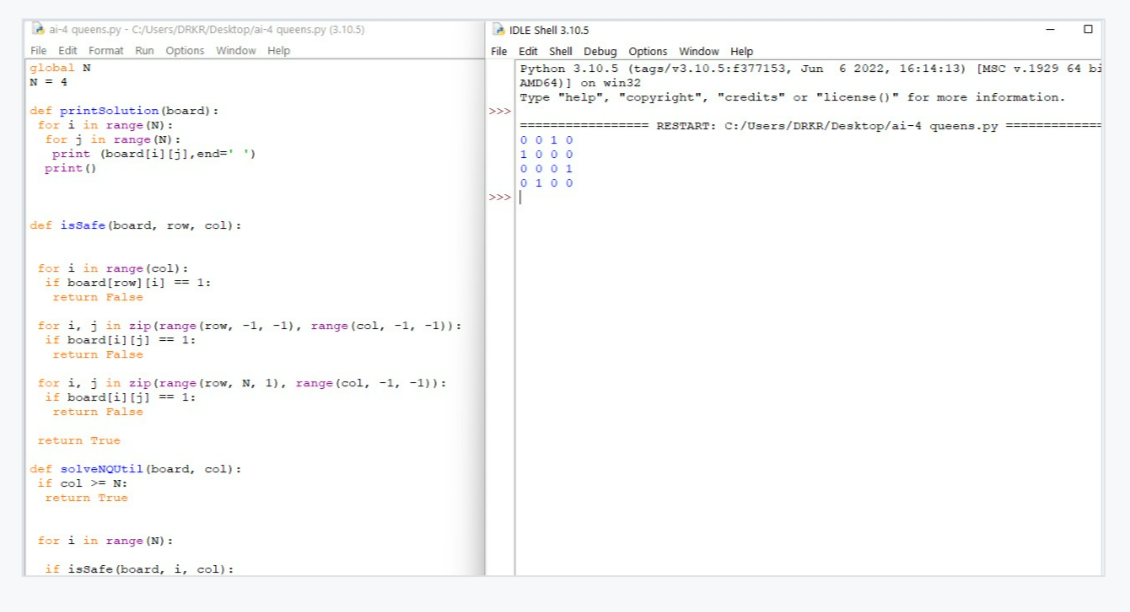 ai-4 queens.py - C:/Users/DRKR/Desktop/ai-4 queens.py (3.10.5)
File Edit Format Run Options Window Help
global N
N = 4
def printSolution(board):
 for i in range(N):
  for j in range(N):
   print (board[i][j],end=' ')
  print()
def isSafe(board, row, col):
 for i in range(col):
  if board[row][i] == 1:
   return False
 for i, j in zip(range(row, -1, -1), range(col, -1, -1)):
  if board[i][j] == 1:
   return False
 for i, j in zip(range(row, N, 1), range(col, -1, -1)):
  if board[i][j] == 1:
   return False
 return True
def solveNQUtil(board, col):
 if col >= N:
  return True
 for i in range(N):
  if isSafe(board, i, col):
IDLE Shell 3.10.5
File Edit Shell Debug Options Window Help
Python 3.10.5 (tags/v3.10.5:f377153, Jun  6 2022, 16:14:13) [MSC v.1929 64 bi
AMD64)] on win32
Type "help", "copyright", "credits" or "license()" for more information.
>>>
================= RESTART: C:/Users/DRKR/Desktop/ai-4 queens.py =============
0 0 1 0
1 0 0 0
0 0 0 1
0 1 0 0
>>>